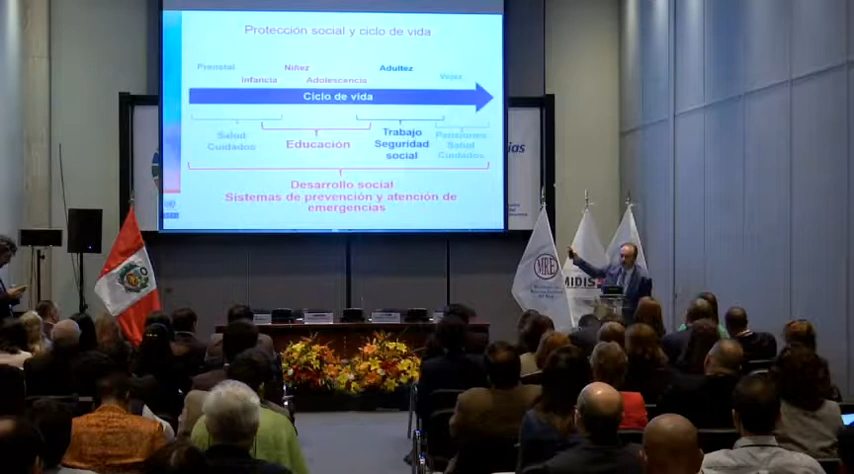 Protección social y ciclo de vida
Prenatal
Niñez
Adultez
Vejez
Infancia
Adolescencia
Ciclo de vida
Salud
Cuidados
Educación
Trabajo
Seguridad
social
Pensiones
Salud
Cuidados
Desarrollo social
Sistemas de prevención y atención de
emergencias
MRE
MIDIS